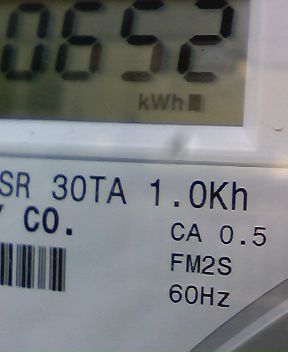 0652
kWh
SR 30TA 1.0Kh
Y CO.
CA 0.5
FM2S
60Hz